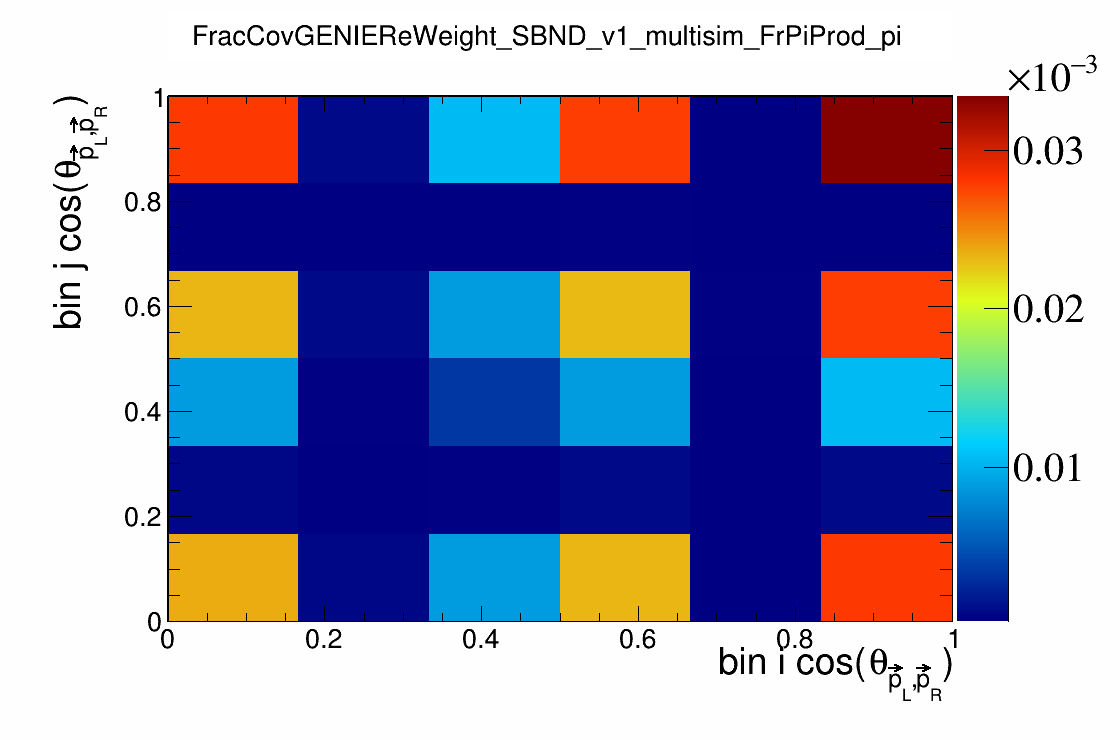 FracCovGENIEReWeight_SBND_v1_multisim_FrPiProd_pi
×10⁻³
bin j cos(θ_{p⃗_L,p⃗_R})
1
0.8
0.6
0.4
0.2
0
0.03
0.02
0.01
0 0.2 0.4 0.6 0.8 1
bin i cos(θ_{p⃗_L,p⃗_R})